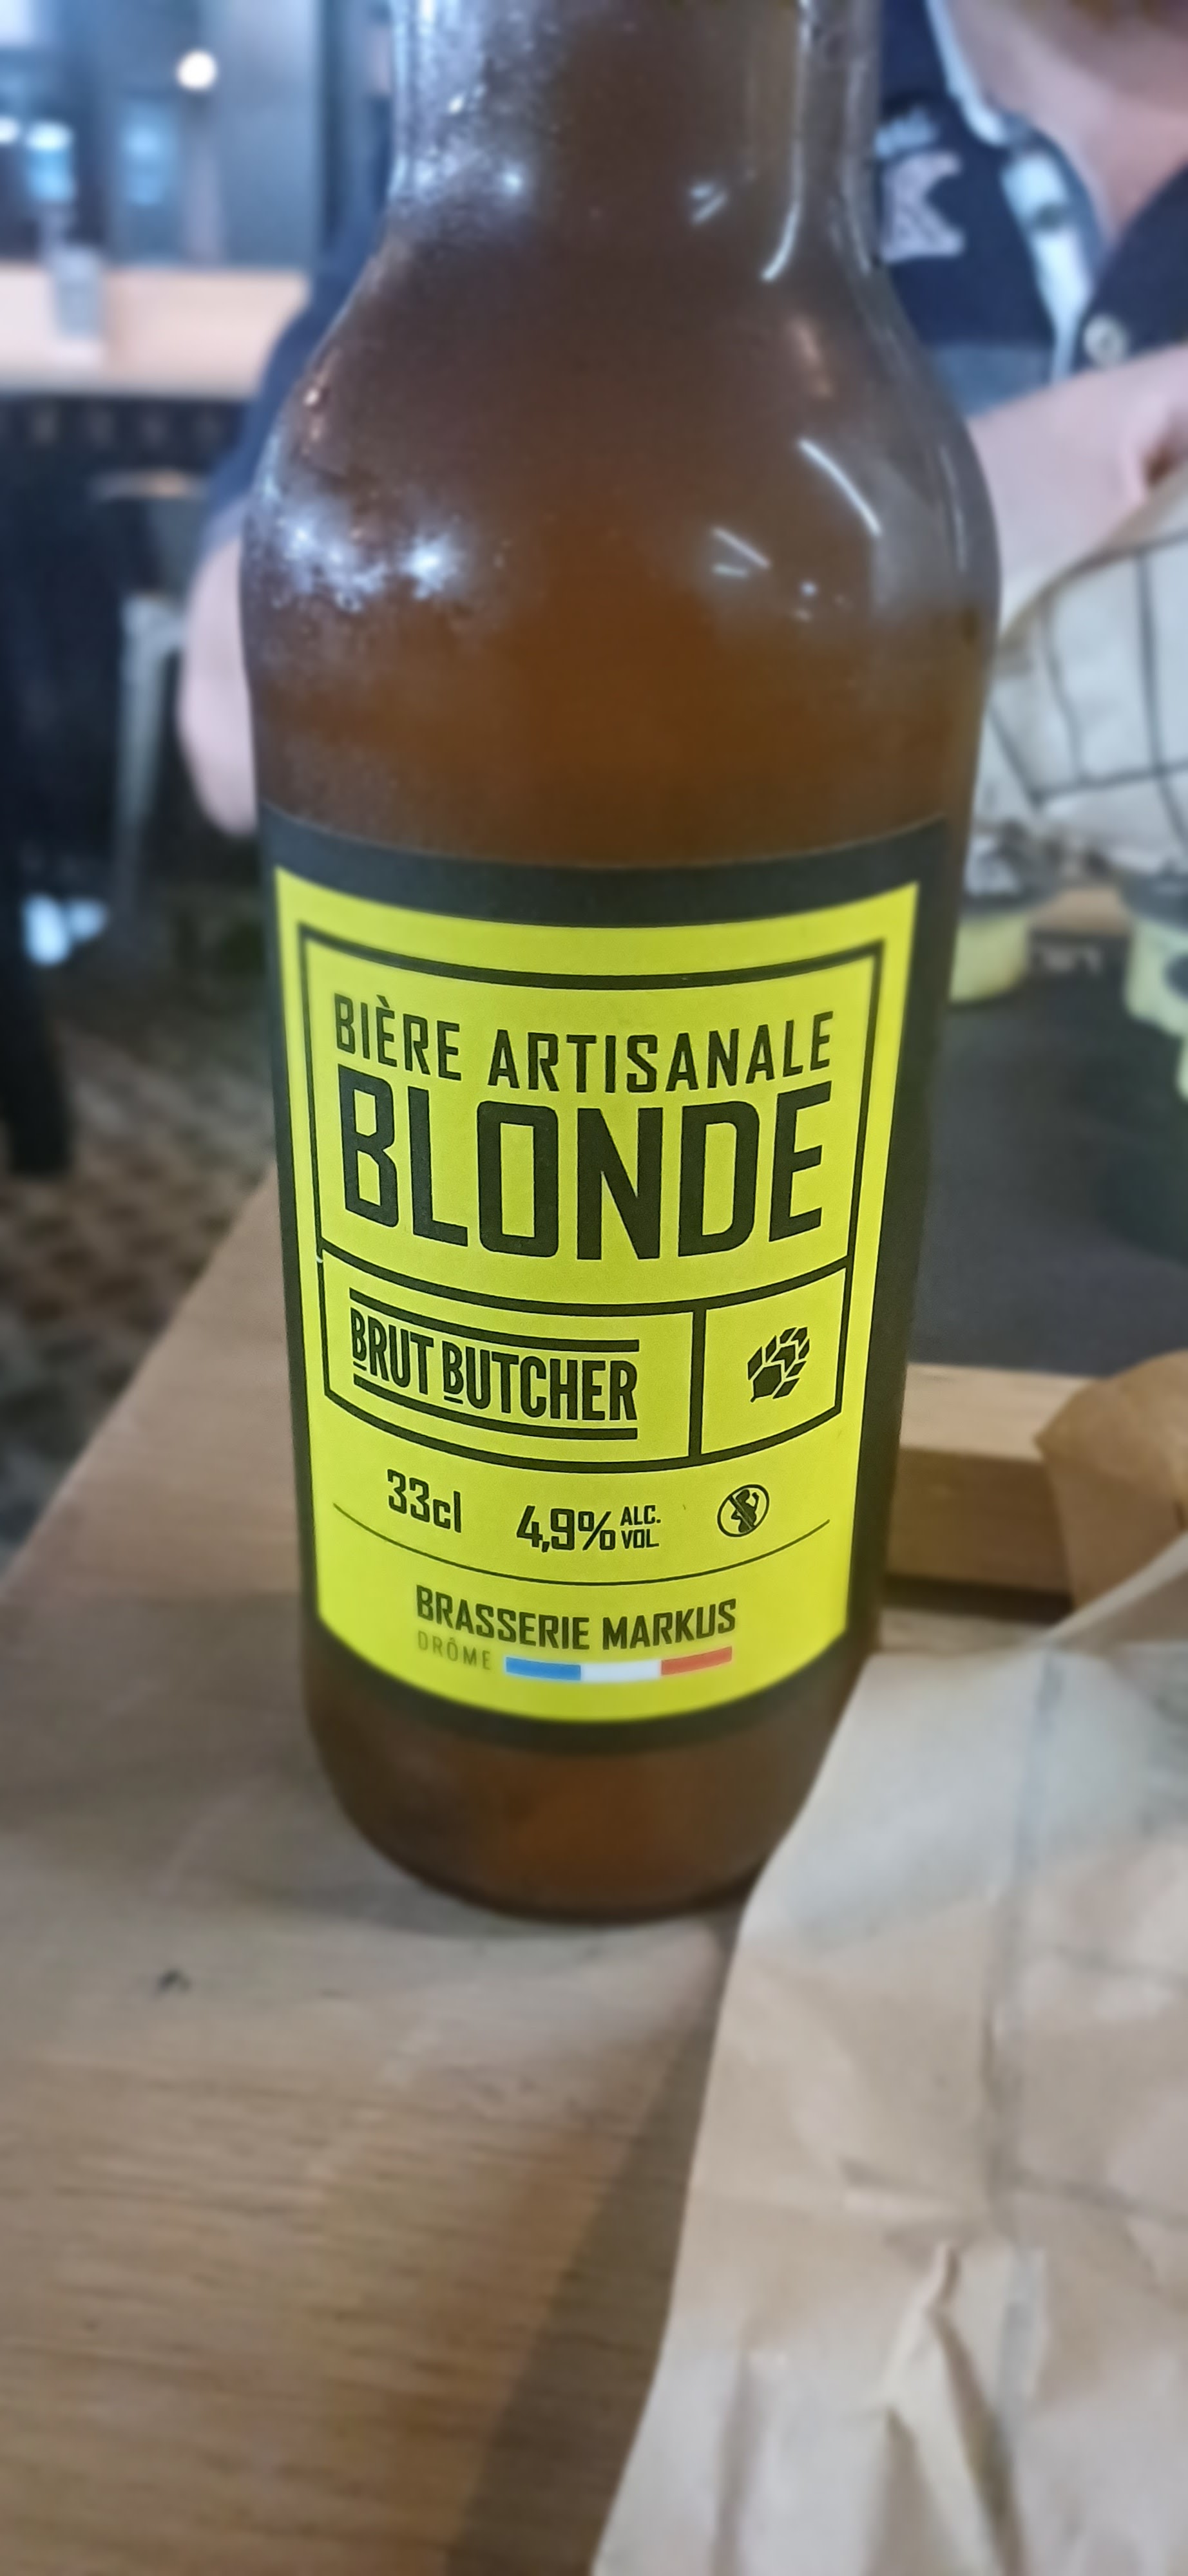 BIÈRE ARTISANALE
BLONDE
BRUT BUTCHER
33cl 4,9% ALC. VOL.
BRASSERIE MARKUS
DRÔME